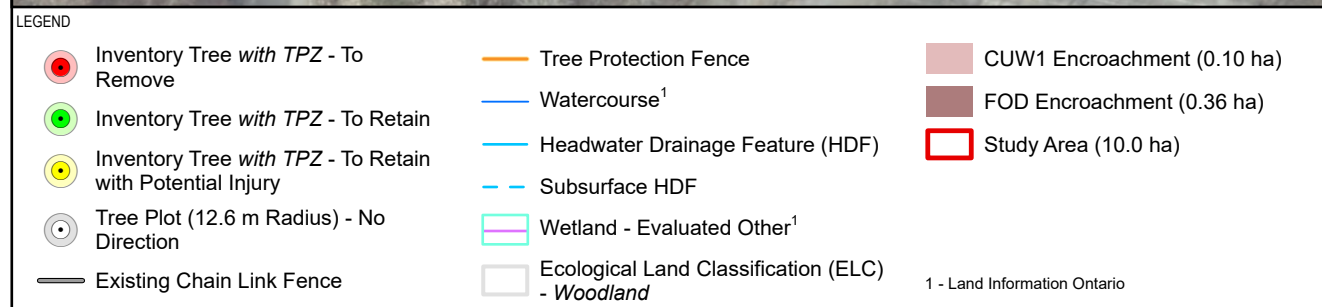 LEGEND
Inventory Tree with TPZ - To
Remove
Inventory Tree with TPZ - To Retain
Inventory Tree with TPZ - To Retain
with Potential Injury
Tree Plot (12.6 m Radius) - No
Direction
Existing Chain Link Fence
Tree Protection Fence
Watercourse1
Headwater Drainage Feature (HDF)
Subsurface HDF
Wetland - Evaluated Other1
Ecological Land Classification (ELC)
- Woodland
CUW1 Encroachment (0.10 ha)
FOD Encroachment (0.36 ha)
Study Area (10.0 ha)
1 - Land Information Ontario